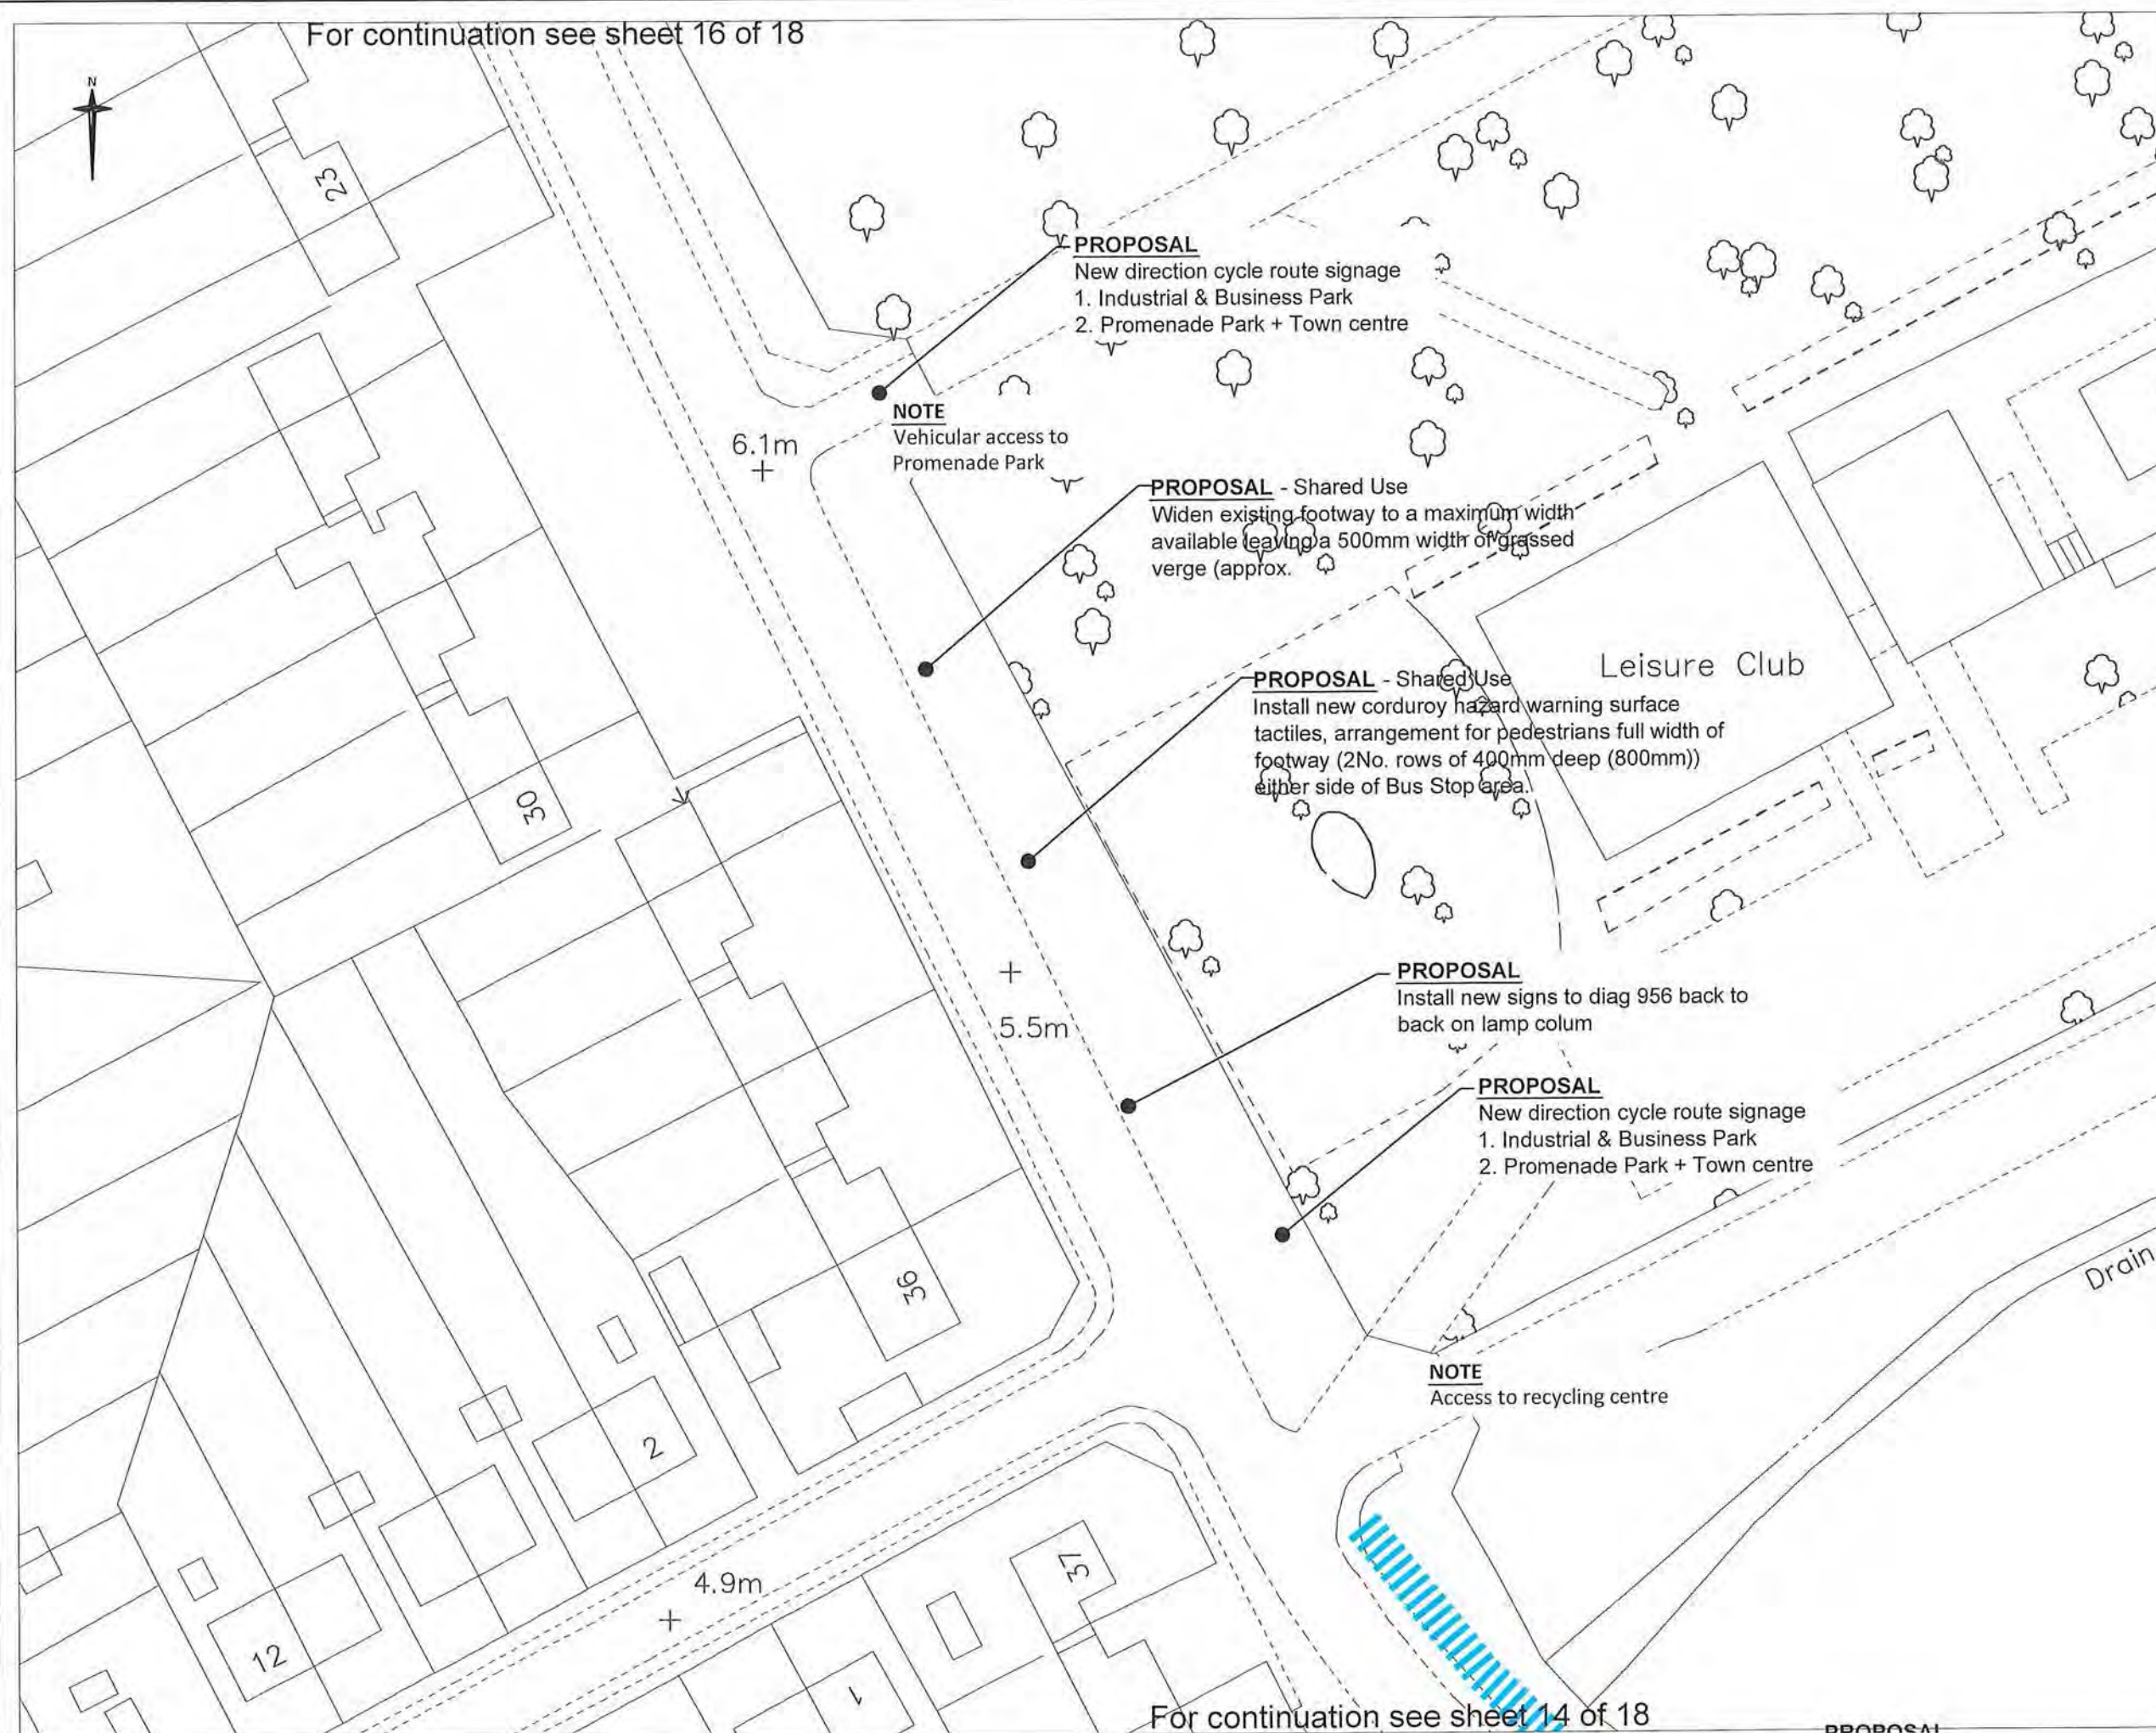 For continuation see sheet 16 of 18
N
23
PROPOSAL
New direction cycle route signage
1. Industrial & Business Park
2. Promenade Park + Town centre
NOTE
Vehicular access to
Promenade Park
6.1m
PROPOSAL - Shared Use
Widen existing footway to a maximum width
available leaving a 500mm width of grassed
verge (approx.
Leisure Club
PROPOSAL - Shared Use
Install new corduroy hazard warning surface
tactiles, arrangement for pedestrians full width of
footway (2No. rows of 400mm deep (800mm))
either side of Bus Stop area.
30
PROPOSAL
Install new signs to diag 956 back to
back on lamp colum
5.5m
PROPOSAL
New direction cycle route signage
1. Industrial & Business Park
2. Promenade Park + Town centre
Drain
36
NOTE
Access to recycling centre
2
37
4.9m
12
1
For continuation see sheet 14 of 18
PROPOSAL